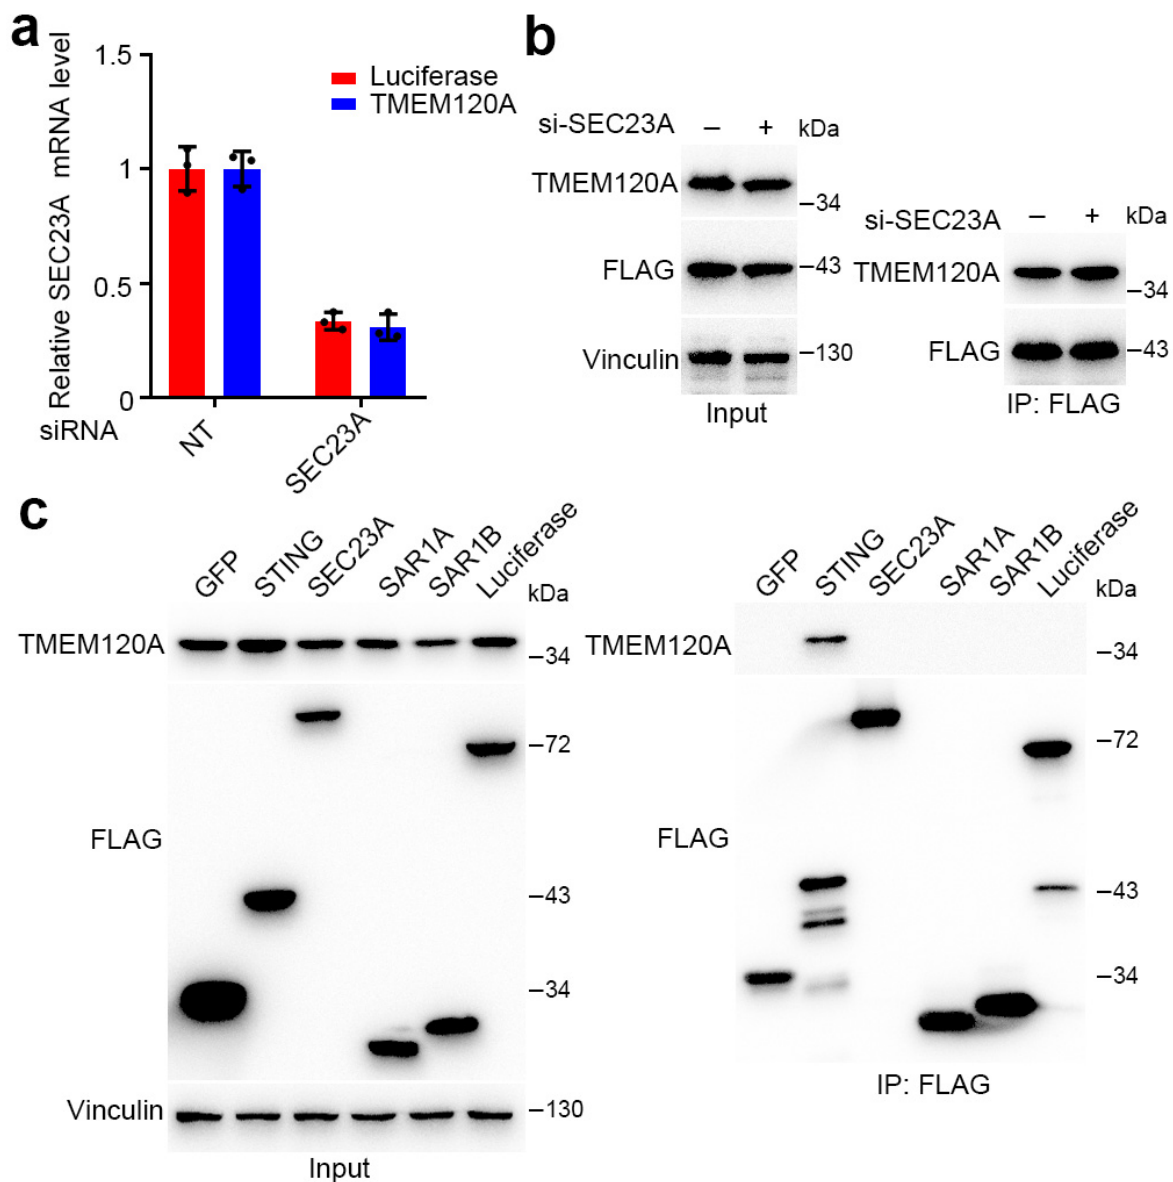 a
Relative SEC23A mRNA level
1.5
1
0.5
0
Luciferase
TMEM120A
siRNA
NT
SEC23A
b
si-SEC23A – + kDa
TMEM120A –34
FLAG –43
Vinculin –130
Input
si-SEC23A – + kDa
TMEM120A –34
FLAG –43
IP: FLAG
c
GFP STING SEC23A SAR1A SAR1B Luciferase kDa
TMEM120A –34
–72
FLAG
–43
–34
Vinculin –130
Input
GFP STING SEC23A SAR1A SAR1B Luciferase kDa
TMEM120A –34
–72
FLAG
–43
–34
IP: FLAG